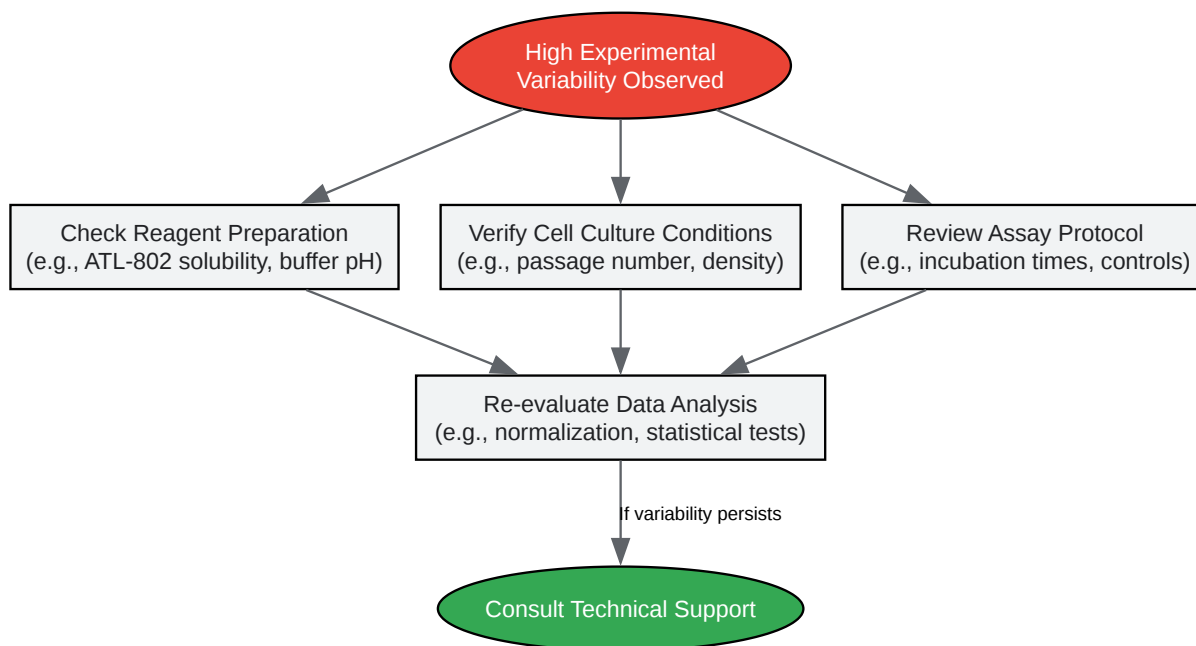 High Experimental
Variability Observed
Check Reagent Preparation
(e.g., ATL-802 solubility, buffer pH)
Verify Cell Culture Conditions
(e.g., passage number, density)
Review Assay Protocol
(e.g., incubation times, controls)
Re-evaluate Data Analysis
(e.g., normalization, statistical tests)
If variability persists
Consult Technical Support